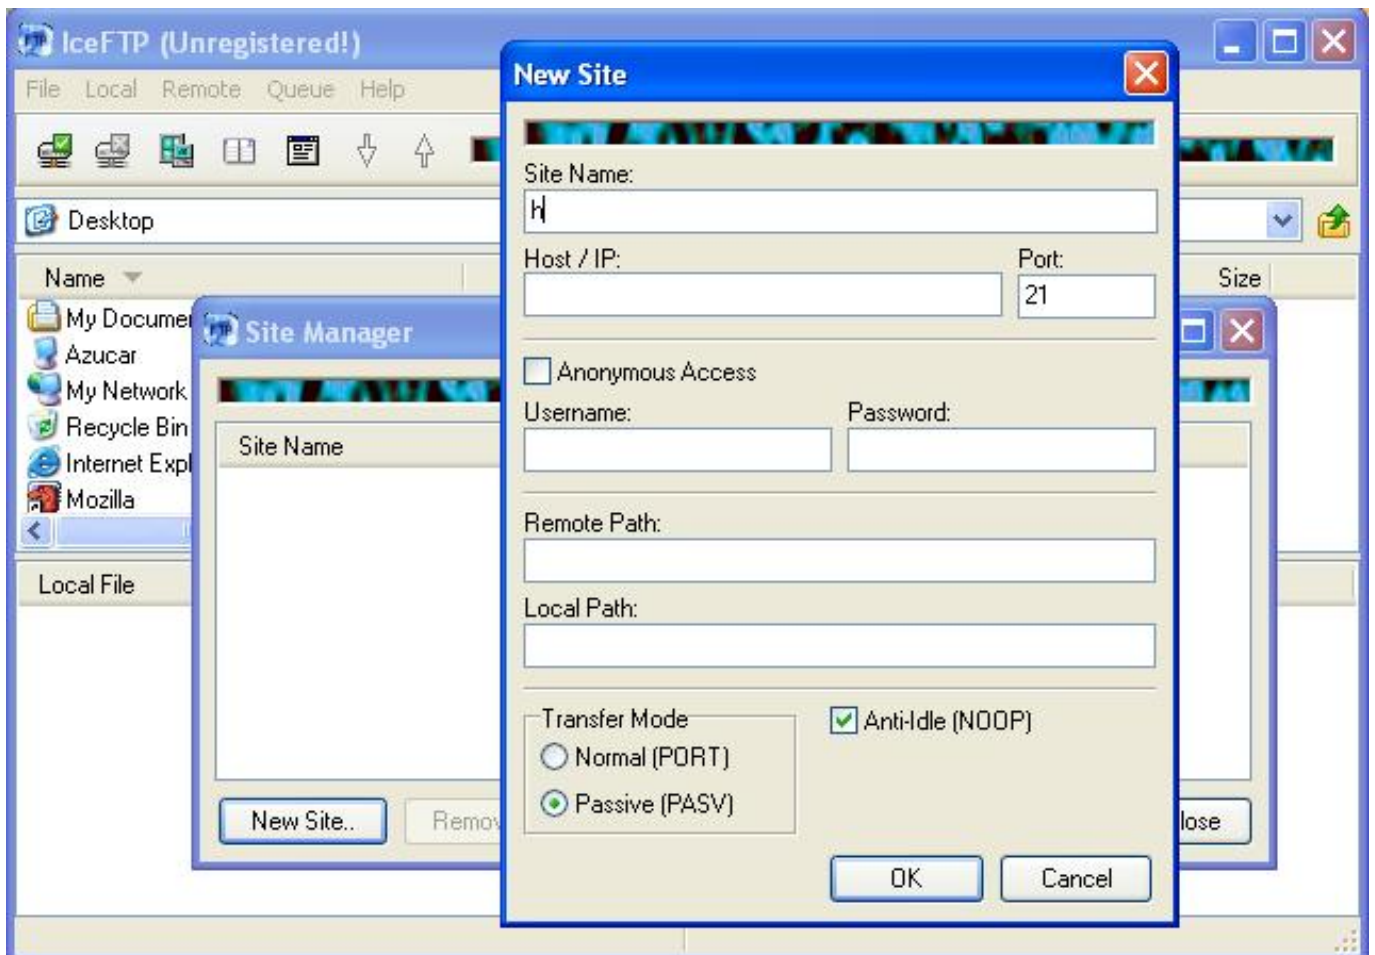 IceFTP (Unregistered!)
File Local Remote Queue Help
Desktop
Name Size
My Documen
Azucar
My Network
Recycle Bin
Internet Expl
Mozilla
Local File
Site Manager
Site Name
New Site.. Remov lose
New Site
Site Name:
h
Host / IP: Port:
21
Anonymous Access
Username: Password:
Remote Path:
Local Path:
Transfer Mode Anti-Idle (NOOP)
Normal (PORT)
Passive (PASV)
OK Cancel